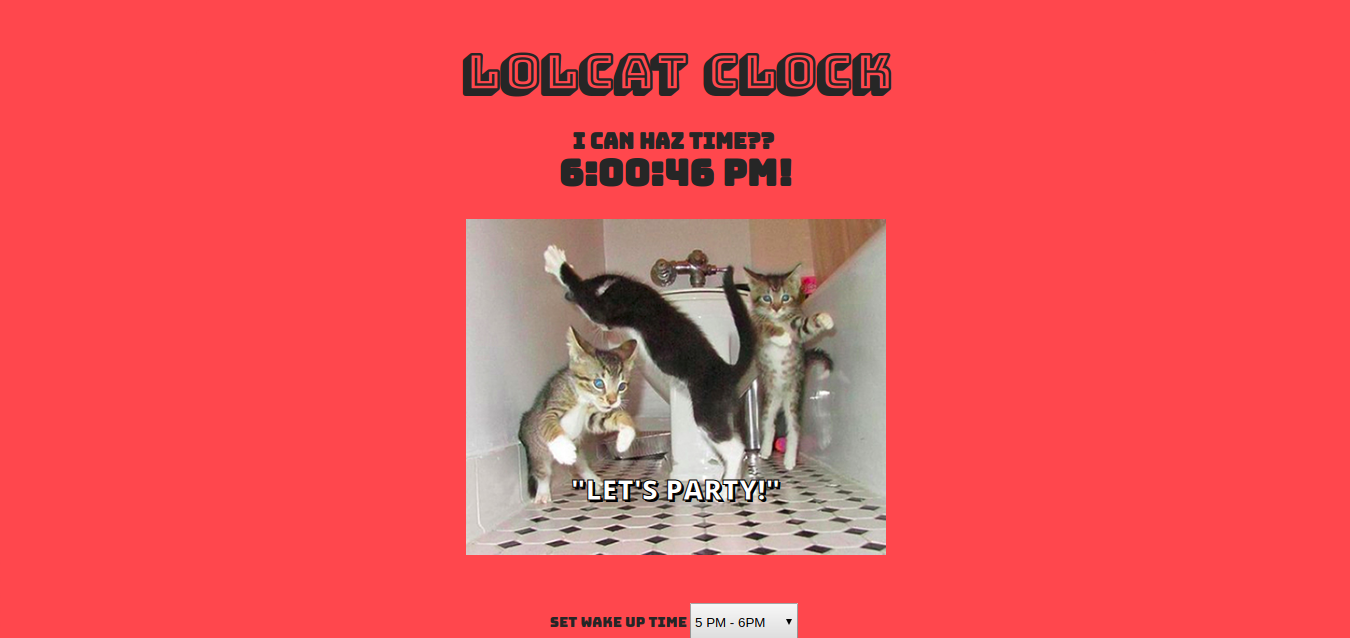 LOLCAT CLOCK
I CAN HAZ TIME??
6:00:46 PM!
"LET'S PARTY!"
SET WAKE UP TIME 5 PM - 6PM